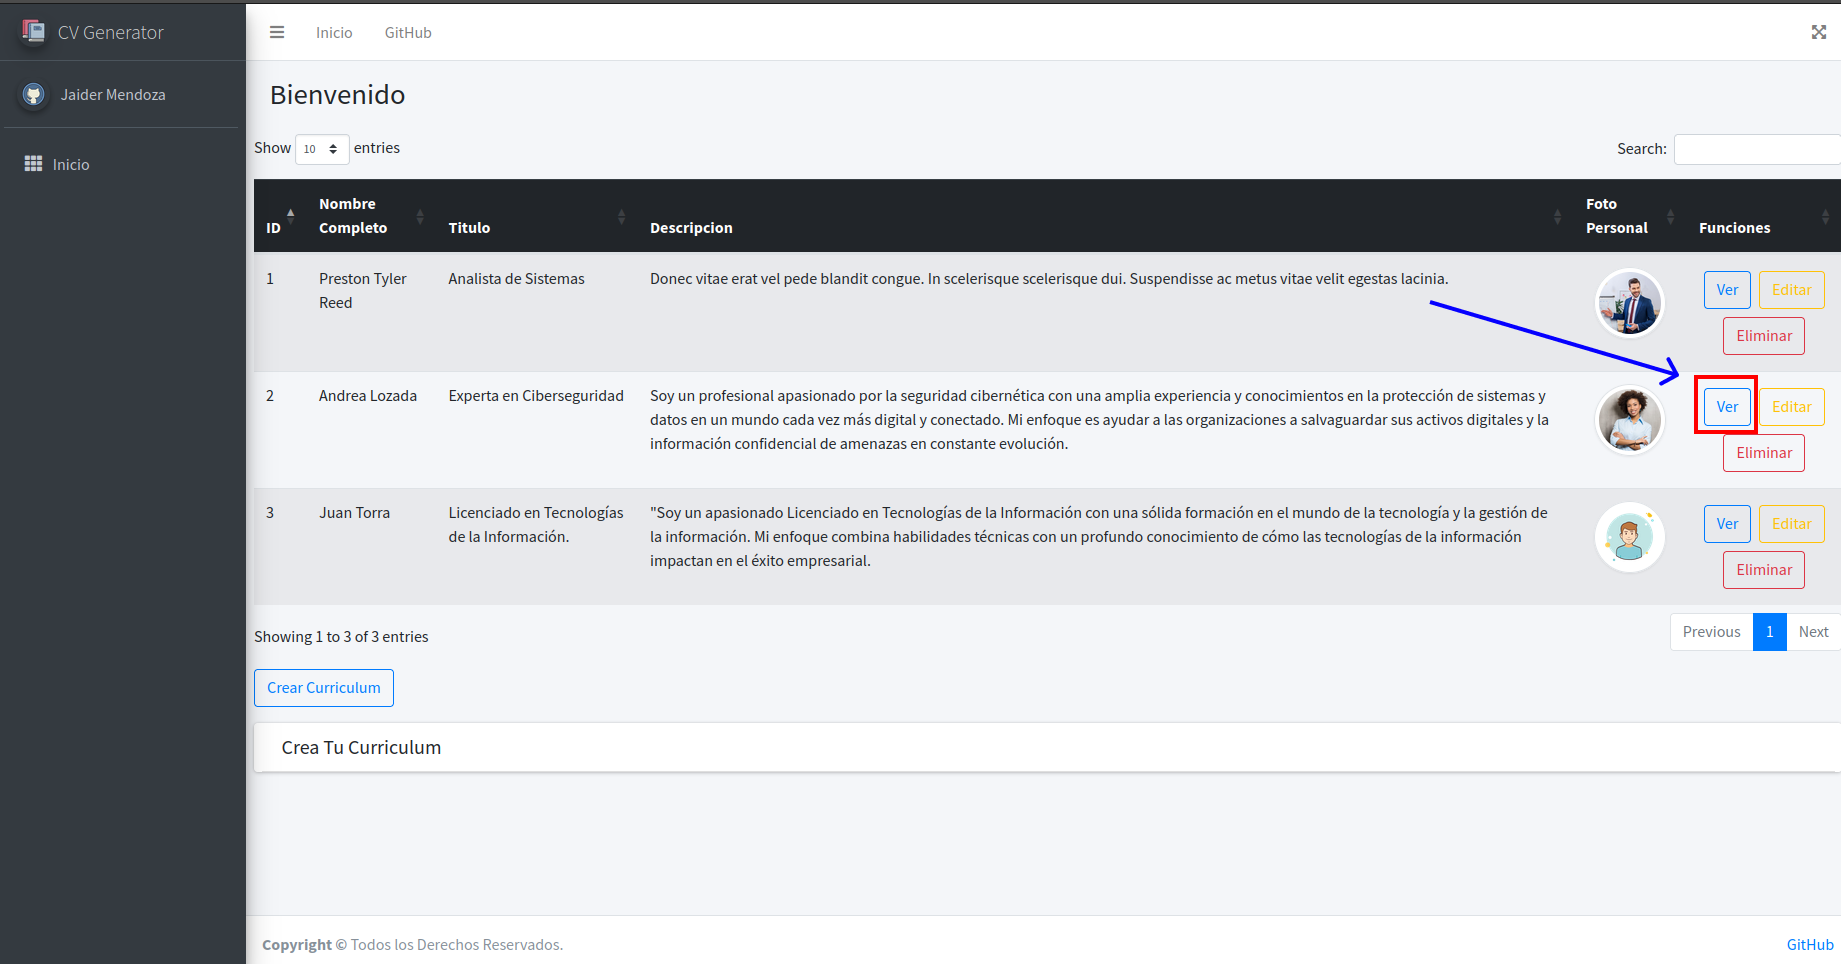 CV Generator
Inicio
GitHub
Jaider Mendoza
Inicio
Bienvenido
Show 10 entries
Search:
ID
Nombre
Completo
Titulo
Descripcion
Foto
Personal
Funciones
1
Preston Tyler
Reed
Analista de Sistemas
Donec vitae erat vel pede blandit congue. In scelerisque scelerisque dui. Suspendisse ac metus vitae velit egestas lacinia.
Ver
Editar
Eliminar
2
Andrea Lozada
Experta en Ciberseguridad
Soy un profesional apasionado por la seguridad cibernética con una amplia experiencia y conocimientos en la protección de sistemas y
datos en un mundo cada vez más digital y conectado. Mi enfoque es ayudar a las organizaciones a salvaguardar sus activos digitales y la
información confidencial de amenazas en constante evolución.
Ver
Editar
Eliminar
3
Juan Torra
Licenciado en Tecnologías
de la Información.
"Soy un apasionado Licenciado en Tecnologías de la Información con una sólida formación en el mundo de la tecnología y la gestión de
la información. Mi enfoque combina habilidades técnicas con un profundo conocimiento de cómo las tecnologías de la información
impactan en el éxito empresarial.
Ver
Editar
Eliminar
Showing 1 to 3 of 3 entries
Previous
1
Next
Crear Curriculum
Crea Tu Curriculum
Copyright © Todos los Derechos Reservados.
GitHub